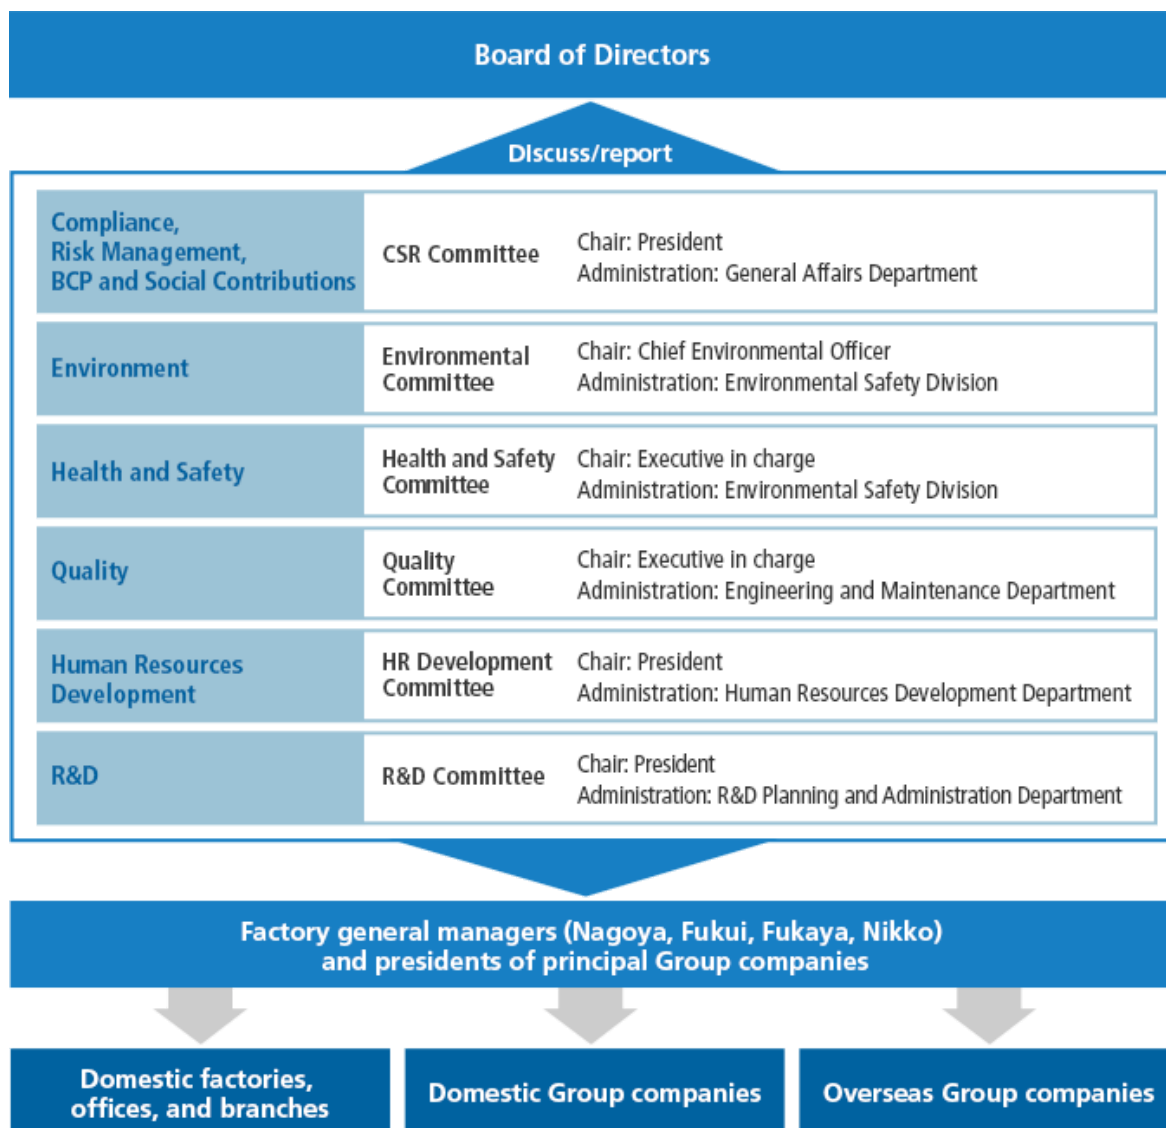 Board of Directors
Discuss/report
Compliance,
Risk Management,
BCP and Social Contributions
CSR Committee
Chair: President
Administration: General Affairs Department
Environment
Environmental
Committee
Chair: Chief Environmental Officer
Administration: Environmental Safety Division
Health and Safety
Health and Safety
Committee
Chair: Executive in charge
Administration: Environmental Safety Division
Quality
Quality
Committee
Chair: Executive in charge
Administration: Engineering and Maintenance Department
Human Resources
Development
HR Development
Committee
Chair: President
Administration: Human Resources Development Department
R&D
R&D Committee
Chair: President
Administration: R&D Planning and Administration Department
Factory general managers (Nagoya, Fukui, Fukaya, Nikko)
and presidents of principal Group companies
Domestic factories,
offices, and branches
Domestic Group companies
Overseas Group companies